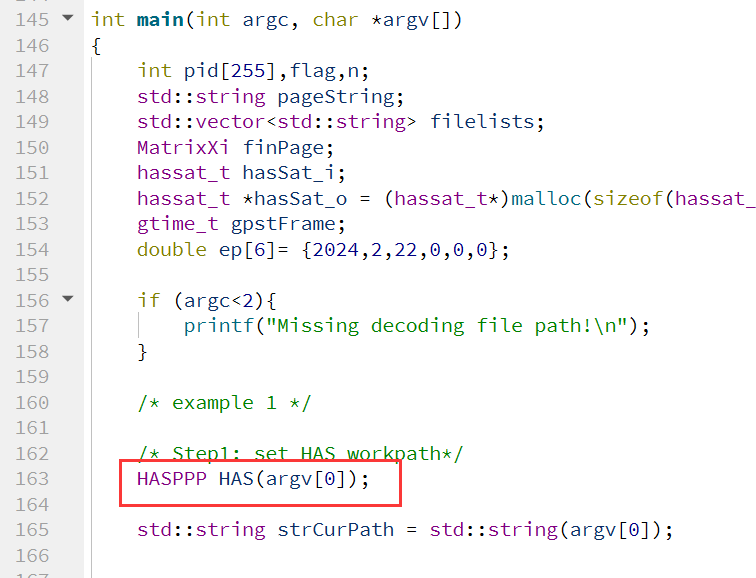 145 int main(int argc, char *argv[])
146 {
147 int pid[255],flag,n;
148 std::string pageString;
149 std::vector<std::string> filelists;
150 MatrixXi finPage;
151 hassat_t hasSat_i;
152 hassat_t *hasSat_o = (hassat_t*)malloc(sizeof(hassat_
153 gtime_t gpstFrame;
154 double ep[6]= {2024,2,22,0,0,0};
155
156 if (argc<2){
157 printf("Missing decoding file path!\n");
158 }
159
160 /* example 1 */
161
162 /* Step1: set HAS workpath*/
163 HASPPP HAS(argv[0]);
164
165 std::string strCurPath = std::string(argv[0]);
166